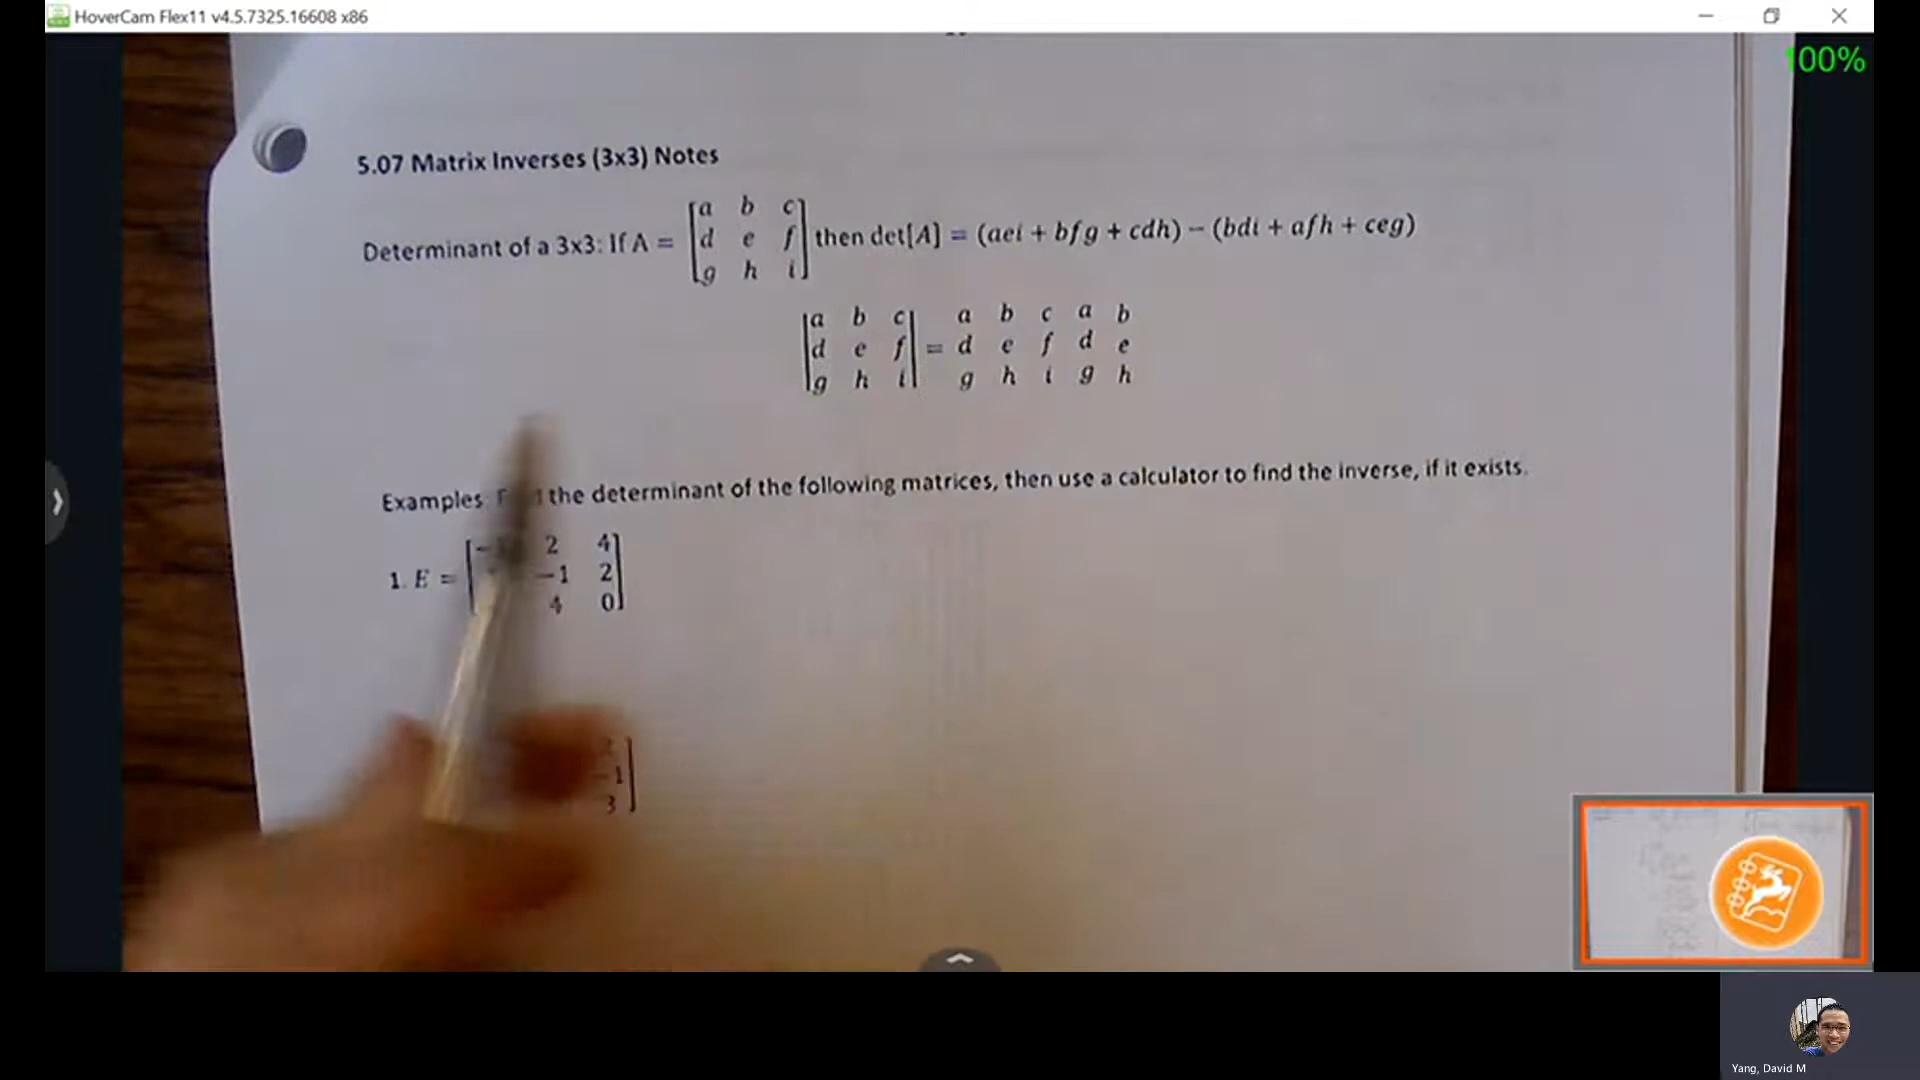 HoverCam Flex11 v4.5.7325.16608 x86
100%
5.07 Matrix Inverses (3x3) Notes
Determinant of a 3x3: If A = [a b c
d e f
g h i] then det[A] = (aei + bfg + cdh) − (bdi + afh + ceg)
|a b c| a b c a b
|d e f| = d e f d e
|g h i| g h i g h
Examples the determinant of the following matrices, then use a calculator to find the inverse, if it exists.
2 4
1. E = −1 2
4 0
−1
3
Yang, David M